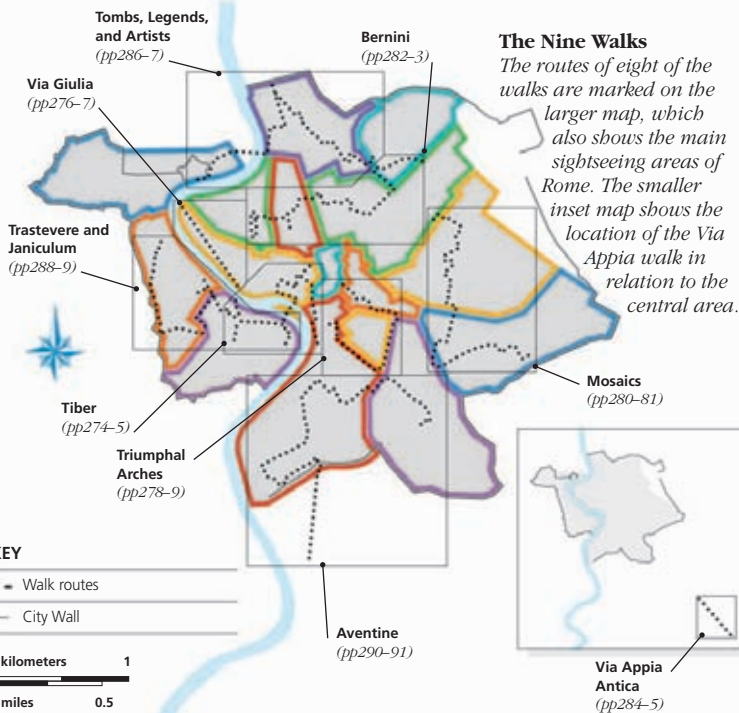 Tombs, Legends,
and Artists
(pp286–7)
Bernini
(pp282–3)
Via Giulia
(pp276–7)
The Nine Walks
The routes of eight of the
walks are marked on the
larger map, which
also shows the main
sightseeing areas of
Rome. The smaller
inset map shows the
location of the Via
Appia walk in
relation to the
central area.
Trastevere and
Janiculum
(pp288–9)
Mosaics
(pp280–81)
Tiber
(pp274–5)
Triumphal
Arches
(pp278–9)
KEY
Walk routes
City Wall
kilometers 1
miles 0.5
Aventine
(pp290–91)
Via Appia
Antica
(pp284–5)